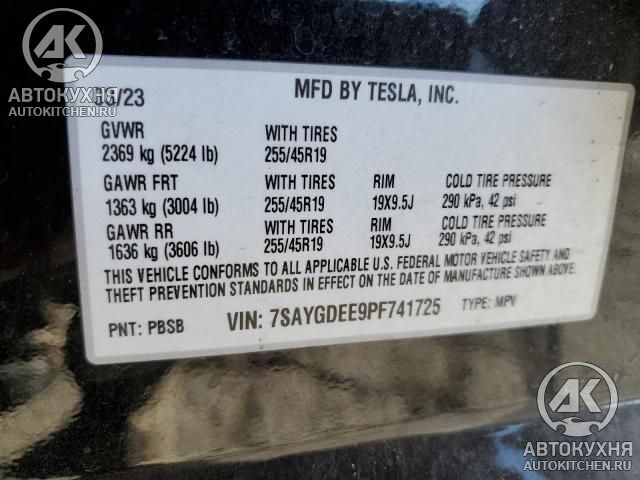 АК
АВТОКУХНЯ
AUTOKITCHEN.RU
/23
MFD BY TESLA, INC.
GVWR WITH TIRES
2369 kg (5224 lb) 255/45R19
GAWR FRT WITH TIRES RIM COLD TIRE PRESSURE
1363 kg (3004 lb) 255/45R19 19X9.5J 290 kPa, 42 psi
GAWR RR WITH TIRES RIM COLD TIRE PRESSURE
1636 kg (3606 lb) 255/45R19 19X9.5J 290 kPa, 42 psi
THIS VEHICLE CONFORMS TO ALL APPLICABLE U.S. FEDERAL MOTOR VEHICLE SAFETY AND
THEFT PREVENTION STANDARDS IN EFFECT ON THE DATE OF MANUFACTURE SHOWN ABOVE.
PNT: PBSB VIN: 7SAYGDEE9PF741725 TYPE: MPV
АК
АВТОКУХНЯ
AUTOKITCHEN.RU